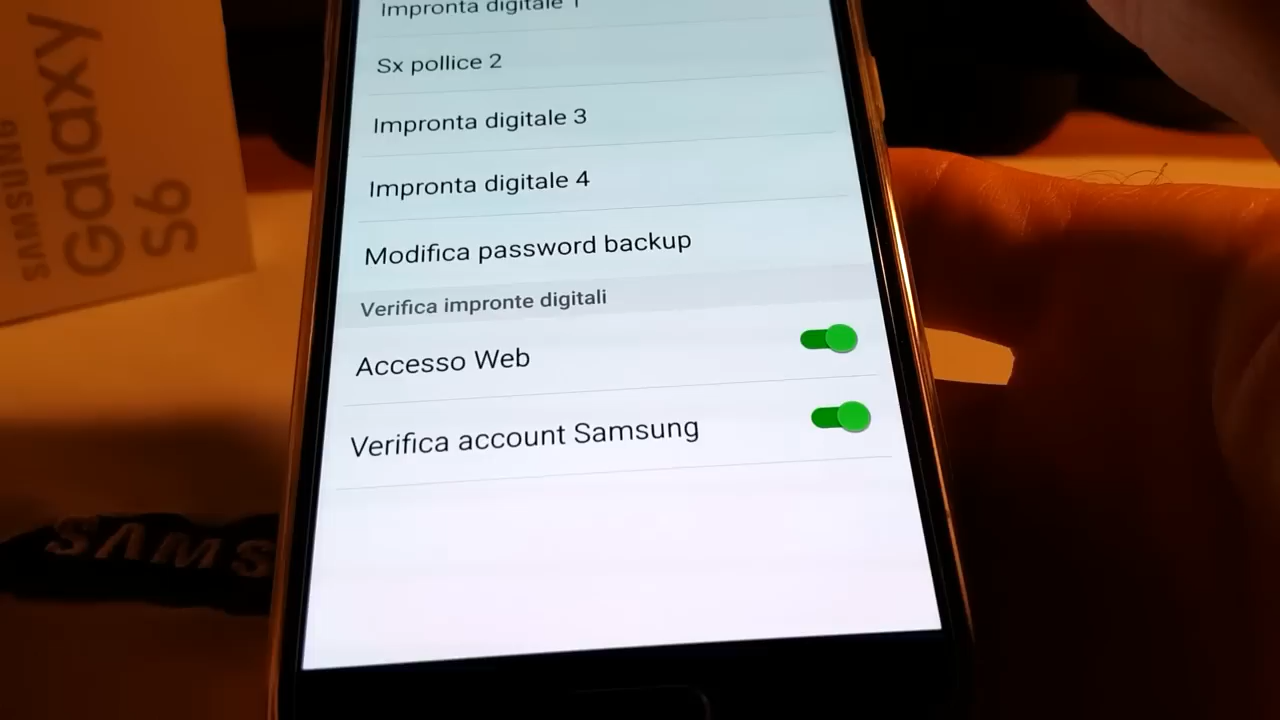 Impronta digitale 1
Sx pollice 2
Impronta digitale 3
Impronta digitale 4
Modifica password backup
Verifica impronte digitali
Accesso Web
Verifica account Samsung
SAMSUNG
Galaxy
S6
SAMS